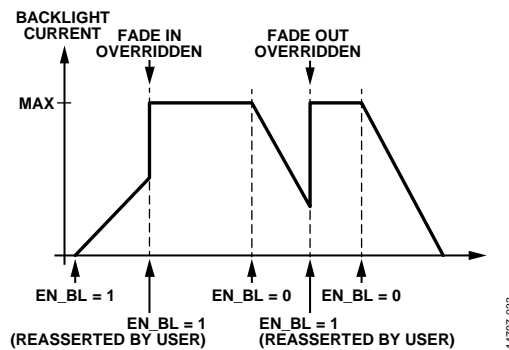 BACKLIGHT
CURRENT
FADE IN
OVERRIDDEN
FADE OUT
OVERRIDDEN
MAX
EN_BL = 1
EN_BL = 1
(REASSERTED BY USER)
EN_BL = 0
EN_BL = 1
(REASSERTED BY USER)
EN_BL = 0